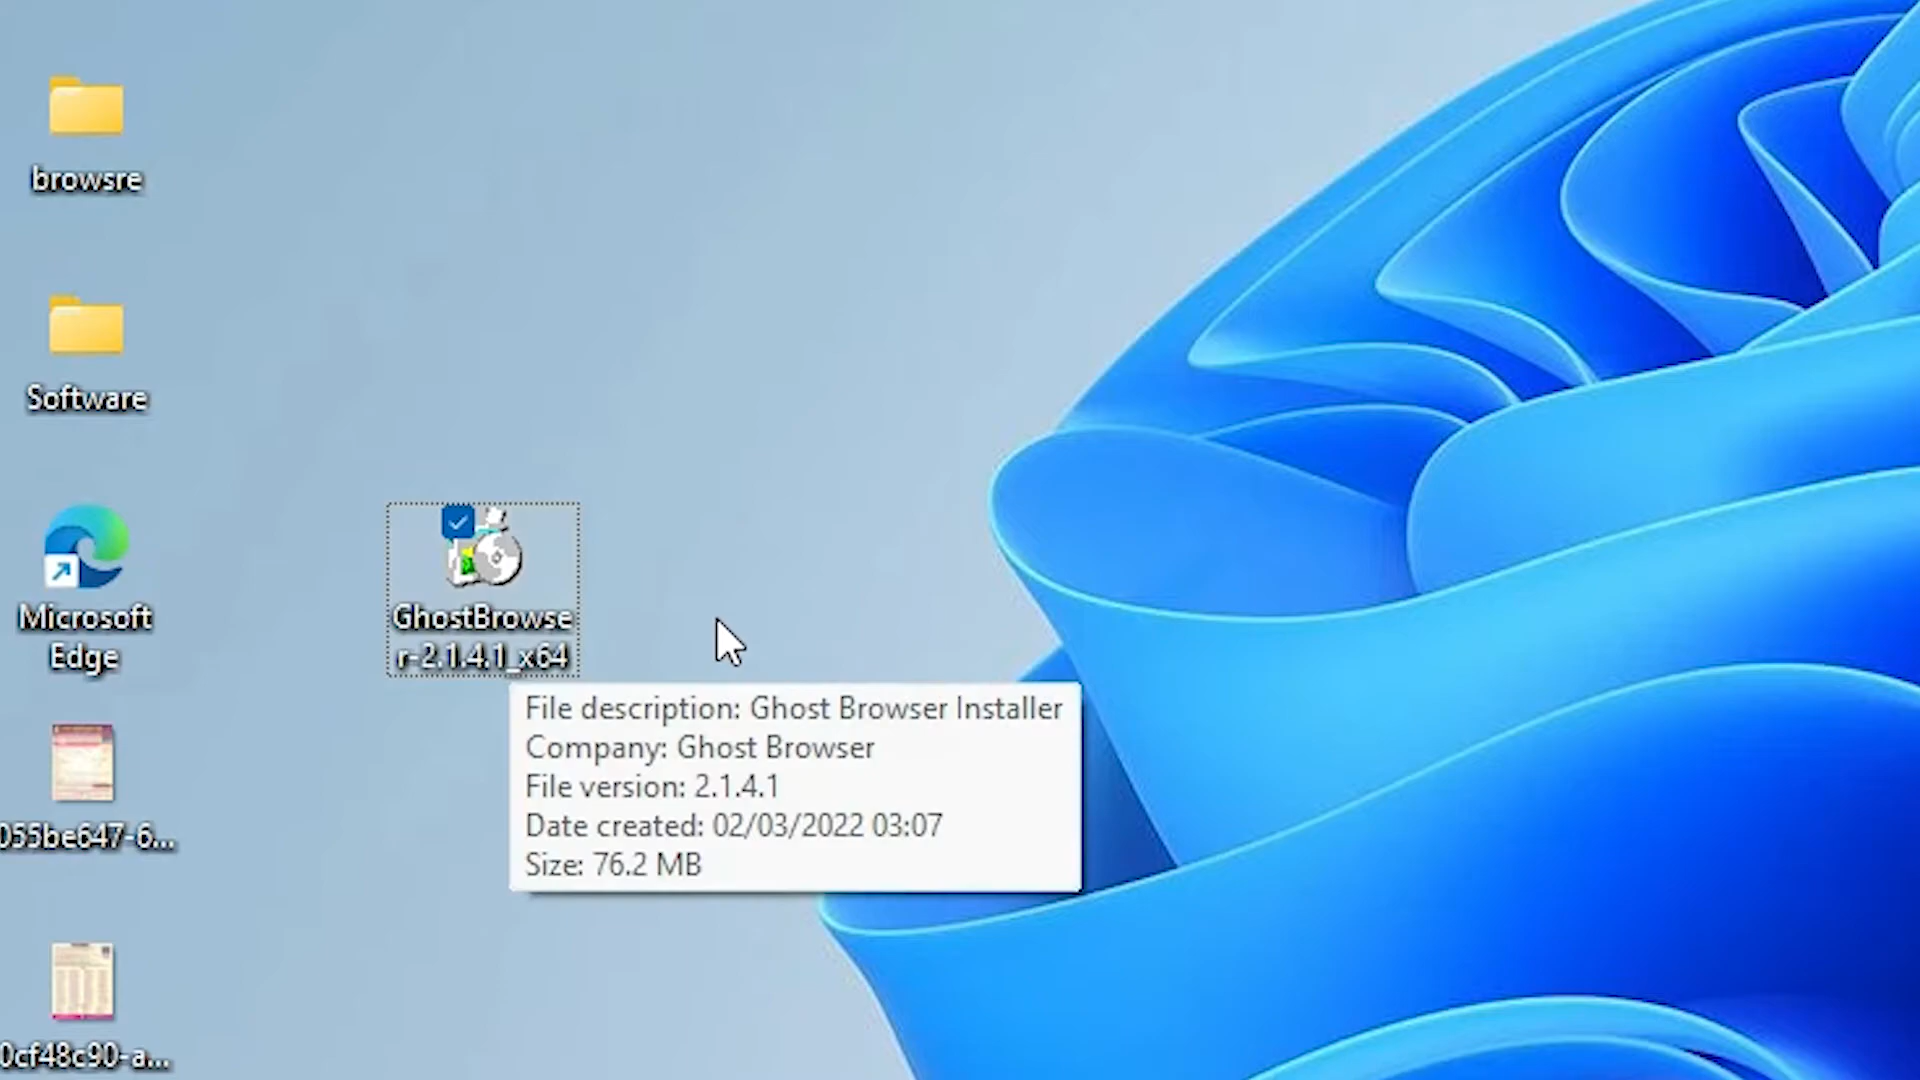 browsre
Software
Microsoft
Edge
055be647-6...
0cf48c90-a...
GhostBrowse
r-2.1.4.1_x64
File description: Ghost Browser Installer
Company: Ghost Browser
File version: 2.1.4.1
Date created: 02/03/2022 03:07
Size: 76.2 MB